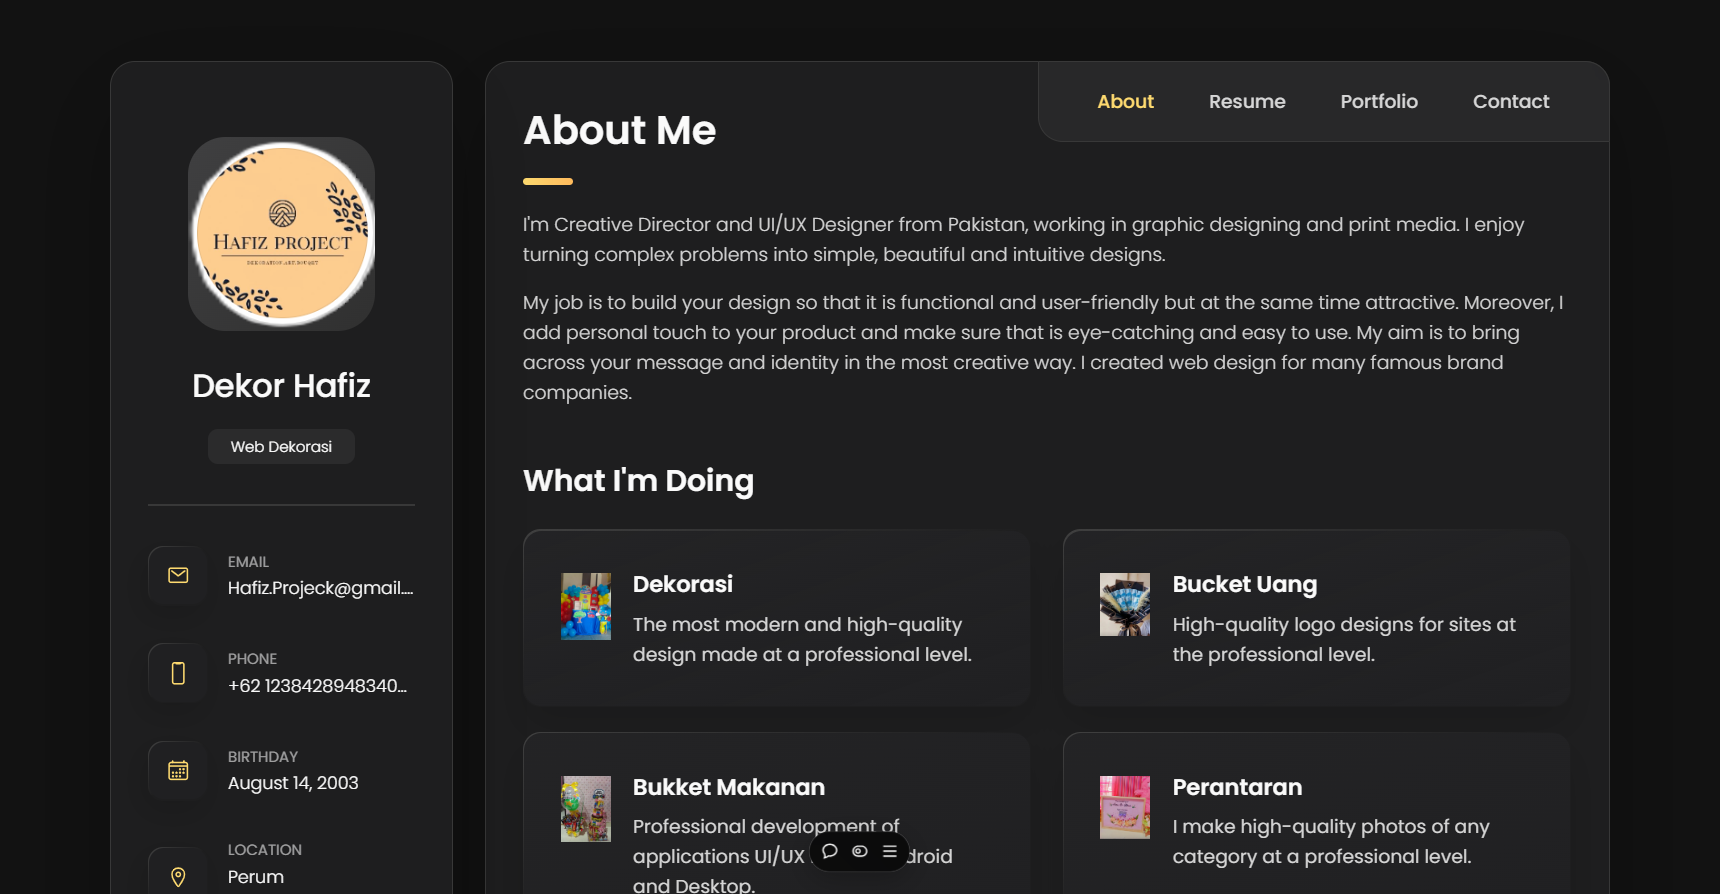 HAFIZ PROJECT
Dekor Hafiz
Web Dekorasi
EMAIL
Hafiz.Projeck@gmail....
PHONE
+62 1238428948340...
BIRTHDAY
August 14, 2003
LOCATION
Perum
About Resume Portfolio Contact
About Me
I'm Creative Director and UI/UX Designer from Pakistan, working in graphic designing and print media. I enjoy
turning complex problems into simple, beautiful and intuitive designs.
My job is to build your design so that it is functional and user-friendly but at the same time attractive. Moreover, I
add personal touch to your product and make sure that is eye-catching and easy to use. My aim is to bring
across your message and identity in the most creative way. I created web design for many famous brand
companies.
What I'm Doing
Dekorasi
The most modern and high-quality
design made at a professional level.
Bucket Uang
High-quality logo designs for sites at
the professional level.
Bukket Makanan
Professional development of
applications UI/UX
and Desktop.
Perantaran
I make high-quality photos of any
category at a professional level.